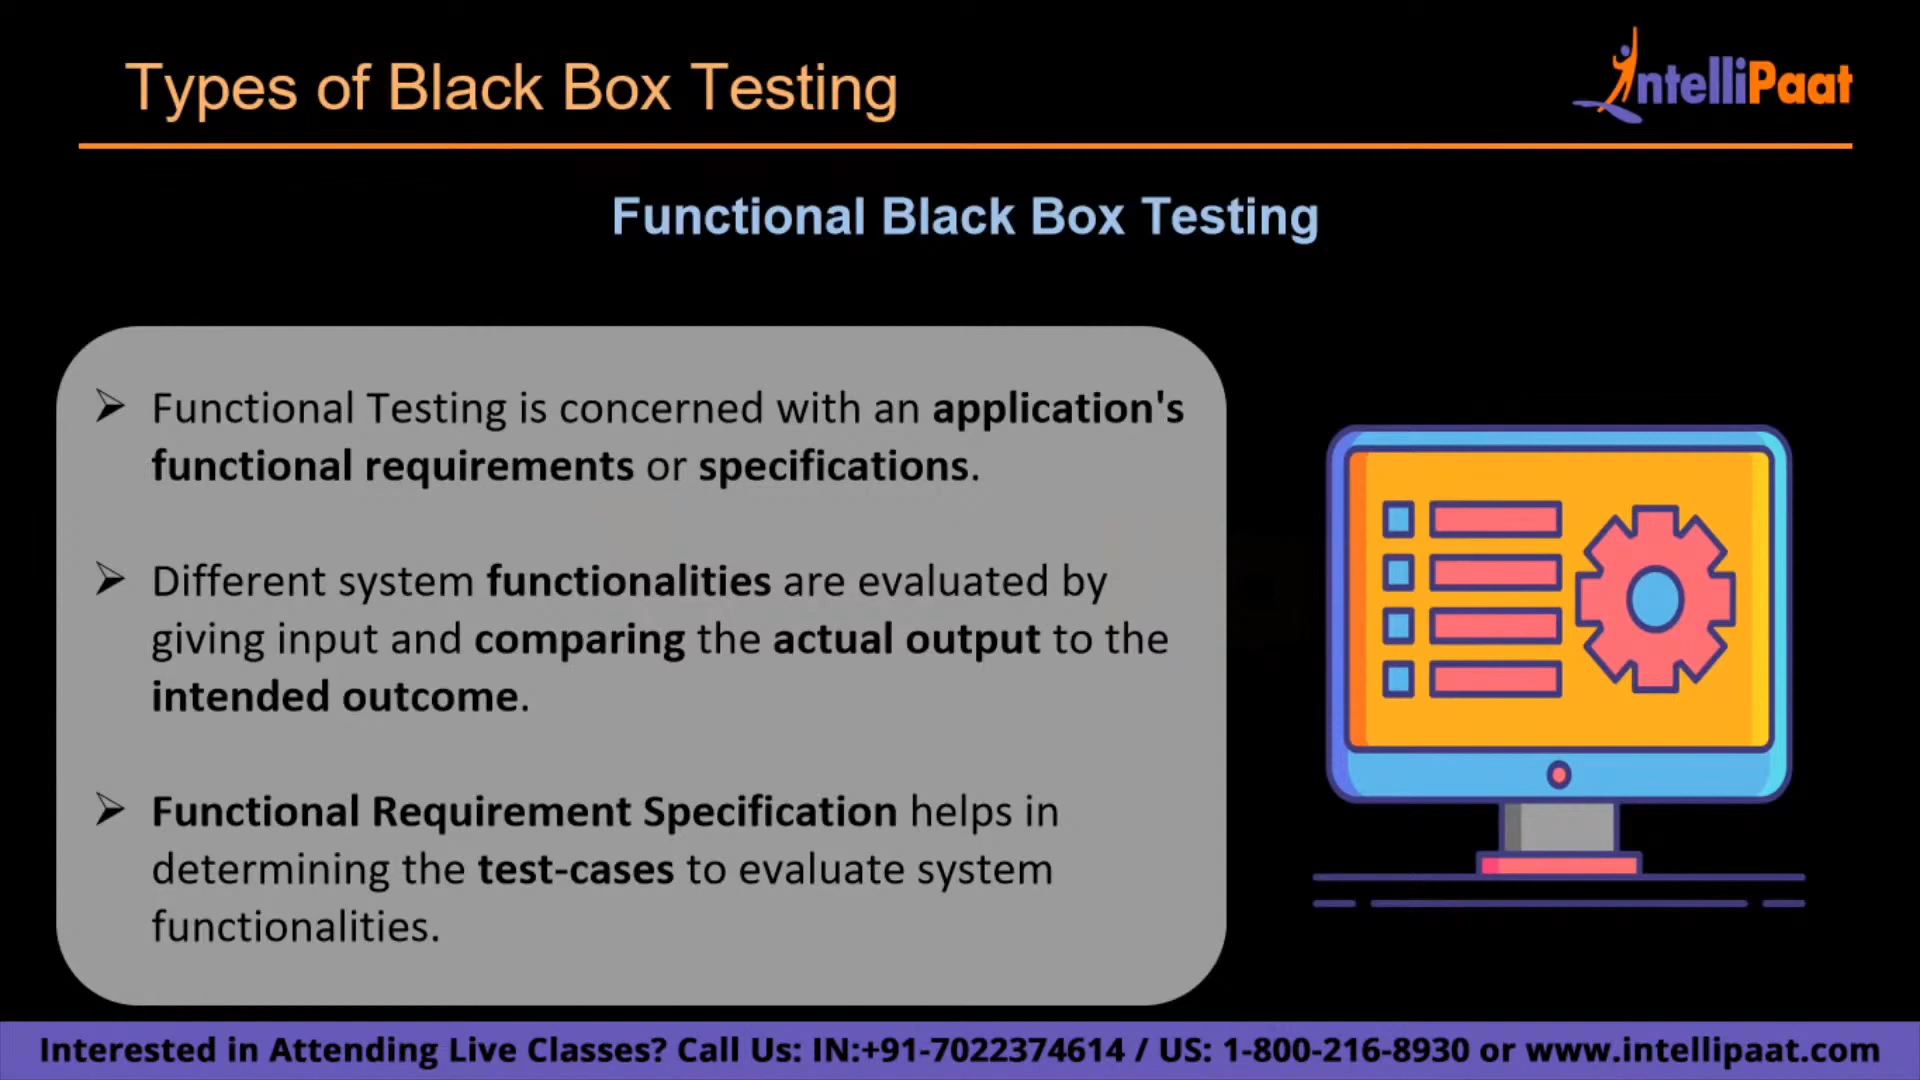 Types of Black Box Testing
IntelliPaat
Functional Black Box Testing
➢ Functional Testing is concerned with an application's
functional requirements or specifications.
➢ Different system functionalities are evaluated by
giving input and comparing the actual output to the
intended outcome.
➢ Functional Requirement Specification helps in
determining the test-cases to evaluate system
functionalities.
Interested in Attending Live Classes? Call Us: IN:+91-7022374614 / US: 1-800-216-8930 or www.intellipaat.com